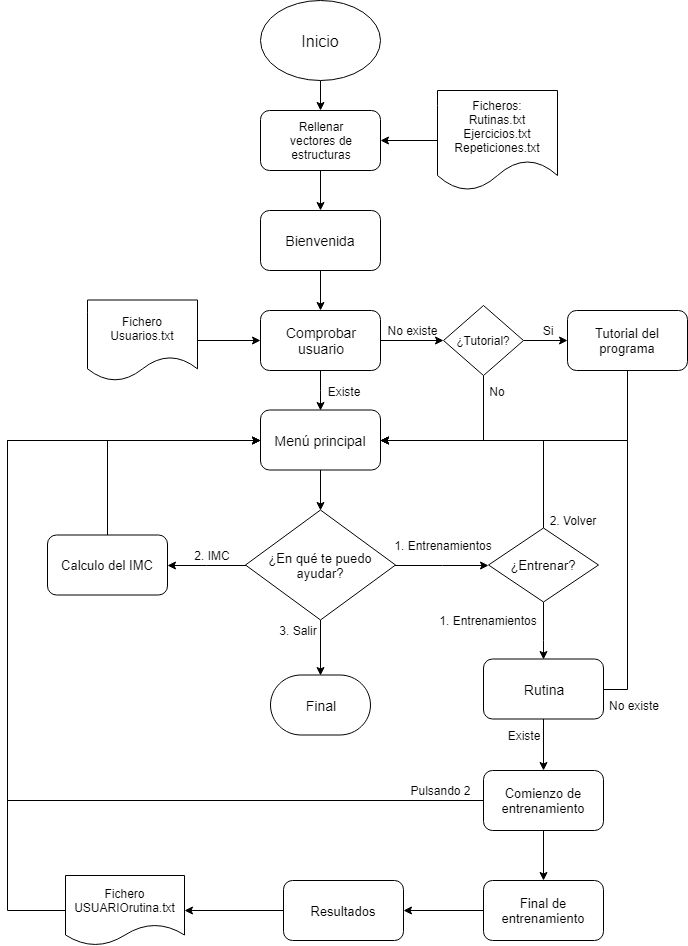 Inicio
Rellenar
vectores de
estructuras
Ficheros:
Rutinas.txt
Ejercicios.txt
Repeticiones.txt
Bienvenida
Fichero
Usuarios.txt
Comprobar
usuario
No existe
¿Tutorial?
Si
Tutorial del
programa
Existe
No
Menú principal
2. Volver
1. Entrenamientos
2. IMC
¿En qué te puedo
ayudar?
Calculo del IMC
¿Entrenar?
3. Salir
1. Entrenamientos
Final
Rutina
No existe
Existe
Pulsando 2
Comienzo de
entrenamiento
Fichero
USUARIOrutina.txt
Resultados
Final de
entrenamiento